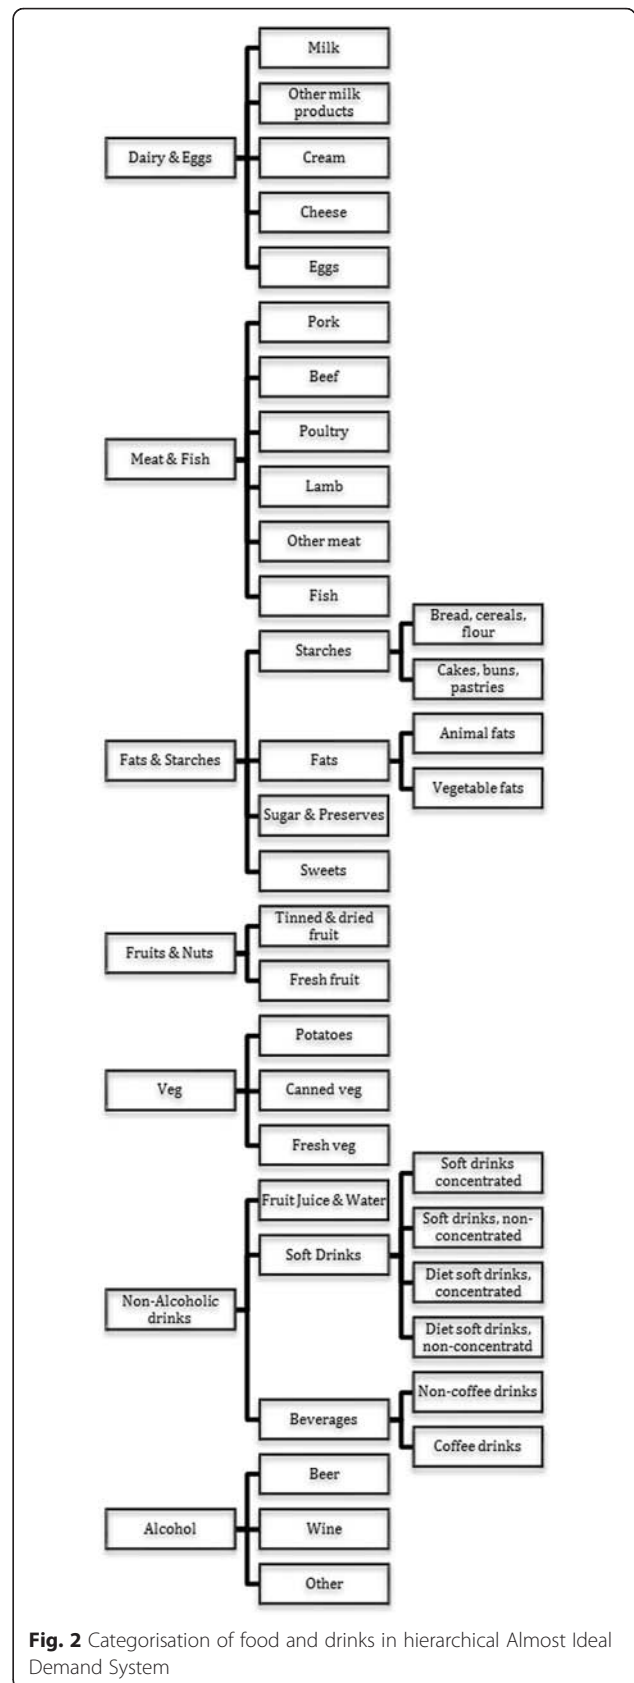 Milk
Other milk
products
Dairy & Eggs
Cream
Cheese
Eggs
Pork
Beef
Poultry
Meat & Fish
Lamb
Other meat
Fish
Bread, cereals,
flour
Starches
Cakes, buns,
pastries
Animal fats
Fats & Starches
Fats
Vegetable fats
Sugar & Preserves
Sweets
Tinned & dried
fruit
Fruits & Nuts
Fresh fruit
Potatoes
Veg
Canned veg
Fresh veg
Soft drinks
concentrated
Fruit Juice & Water
Soft drinks, non-
concentrated
Soft Drinks
Diet soft drinks,
concentrated
Non-Alcoholic
drinks
Diet soft drinks,
non-concentratd
Non-coffee drinks
Beverages
Coffee drinks
Beer
Alcohol
Wine
Other
Fig. 2 Categorisation of food and drinks in hierarchical Almost Ideal
Demand System